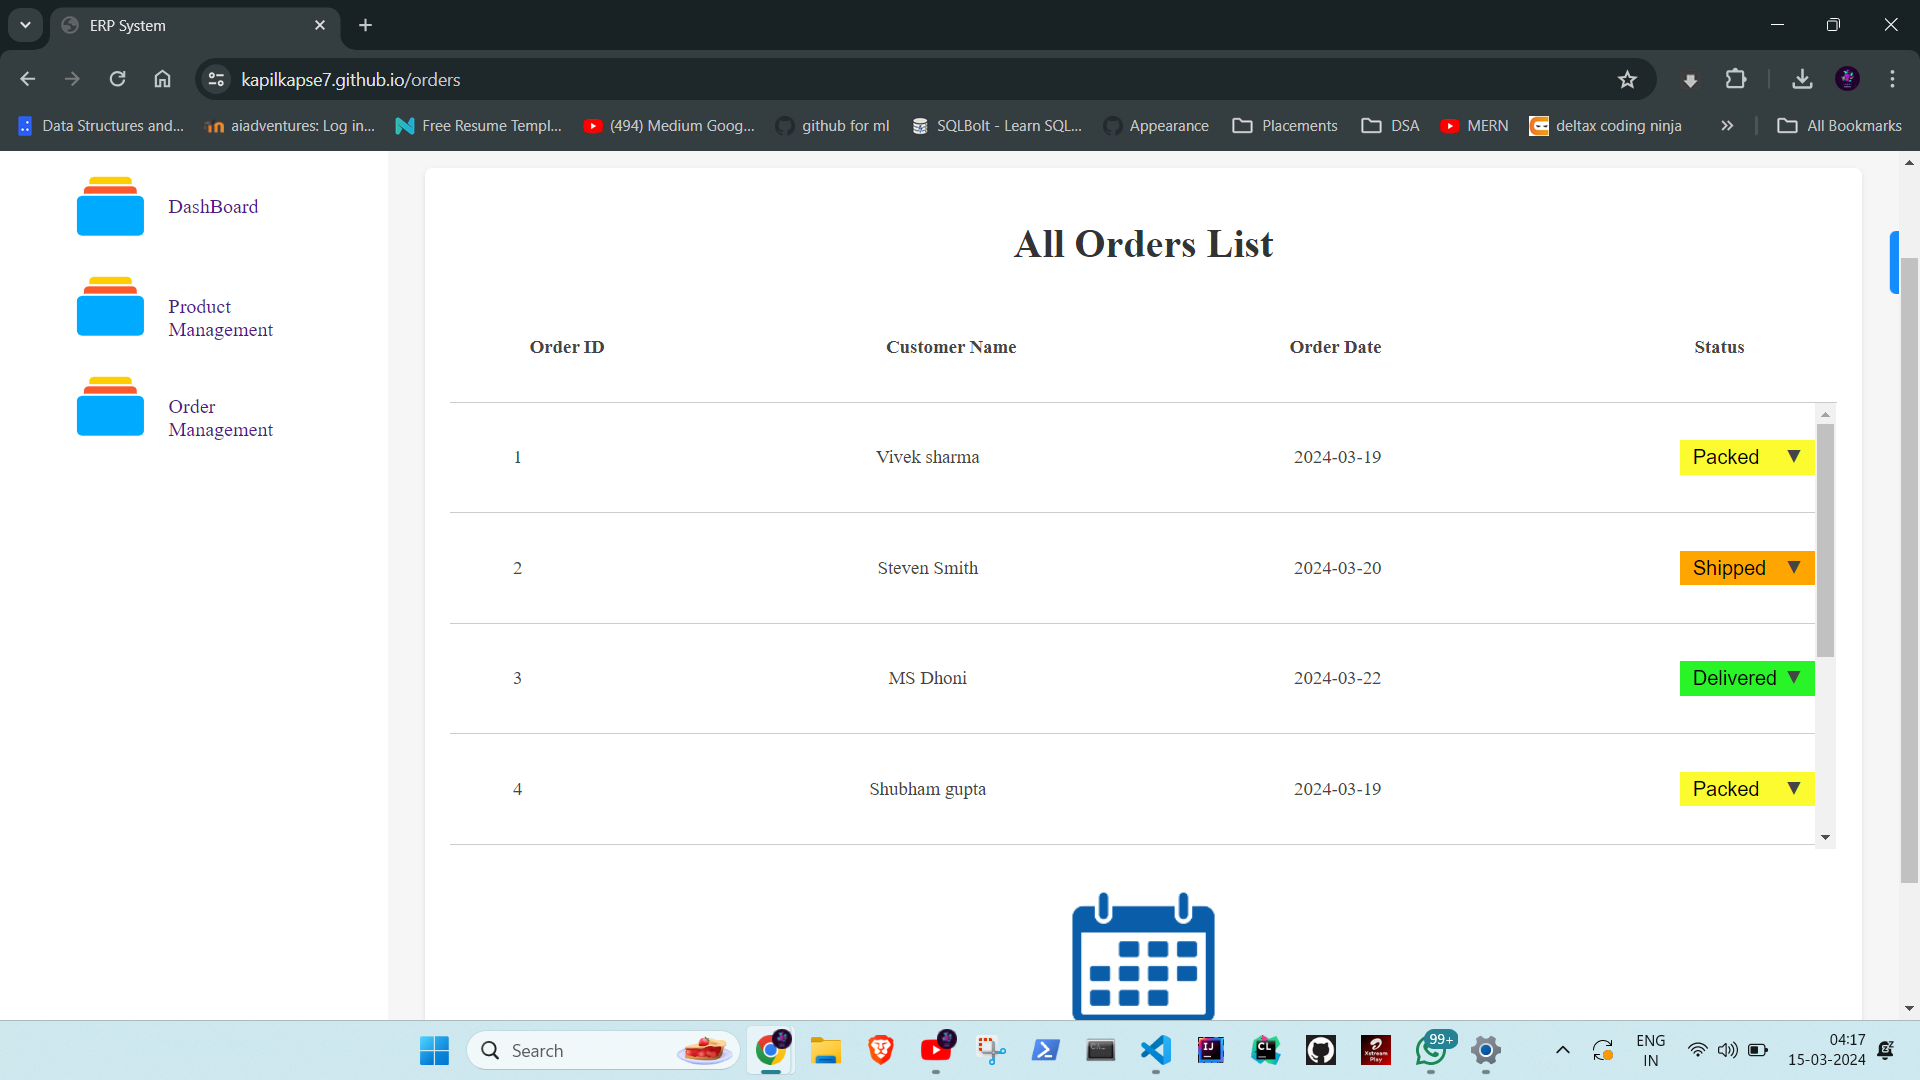 ERP System
kapilkapse7.github.io/orders
Data Structures and...
aiadventures: Log in...
Free Resume Templ...
(494) Medium Goog...
github for ml
SQLBolt - Learn SQL...
Appearance
Placements
DSA
MERN
deltax coding ninja
All Bookmarks
DashBoard
Product
Management
Order
Management
All Orders List
Order ID Customer Name Order Date Status
1 Vivek sharma 2024-03-19 Packed ▼
2 Steven Smith 2024-03-20 Shipped ▼
3 MS Dhoni 2024-03-22 Delivered ▼
4 Shubham gupta 2024-03-19 Packed ▼
Search
IJ
CL
Xstream
Play
99+
ENG
IN
04:17
15-03-2024